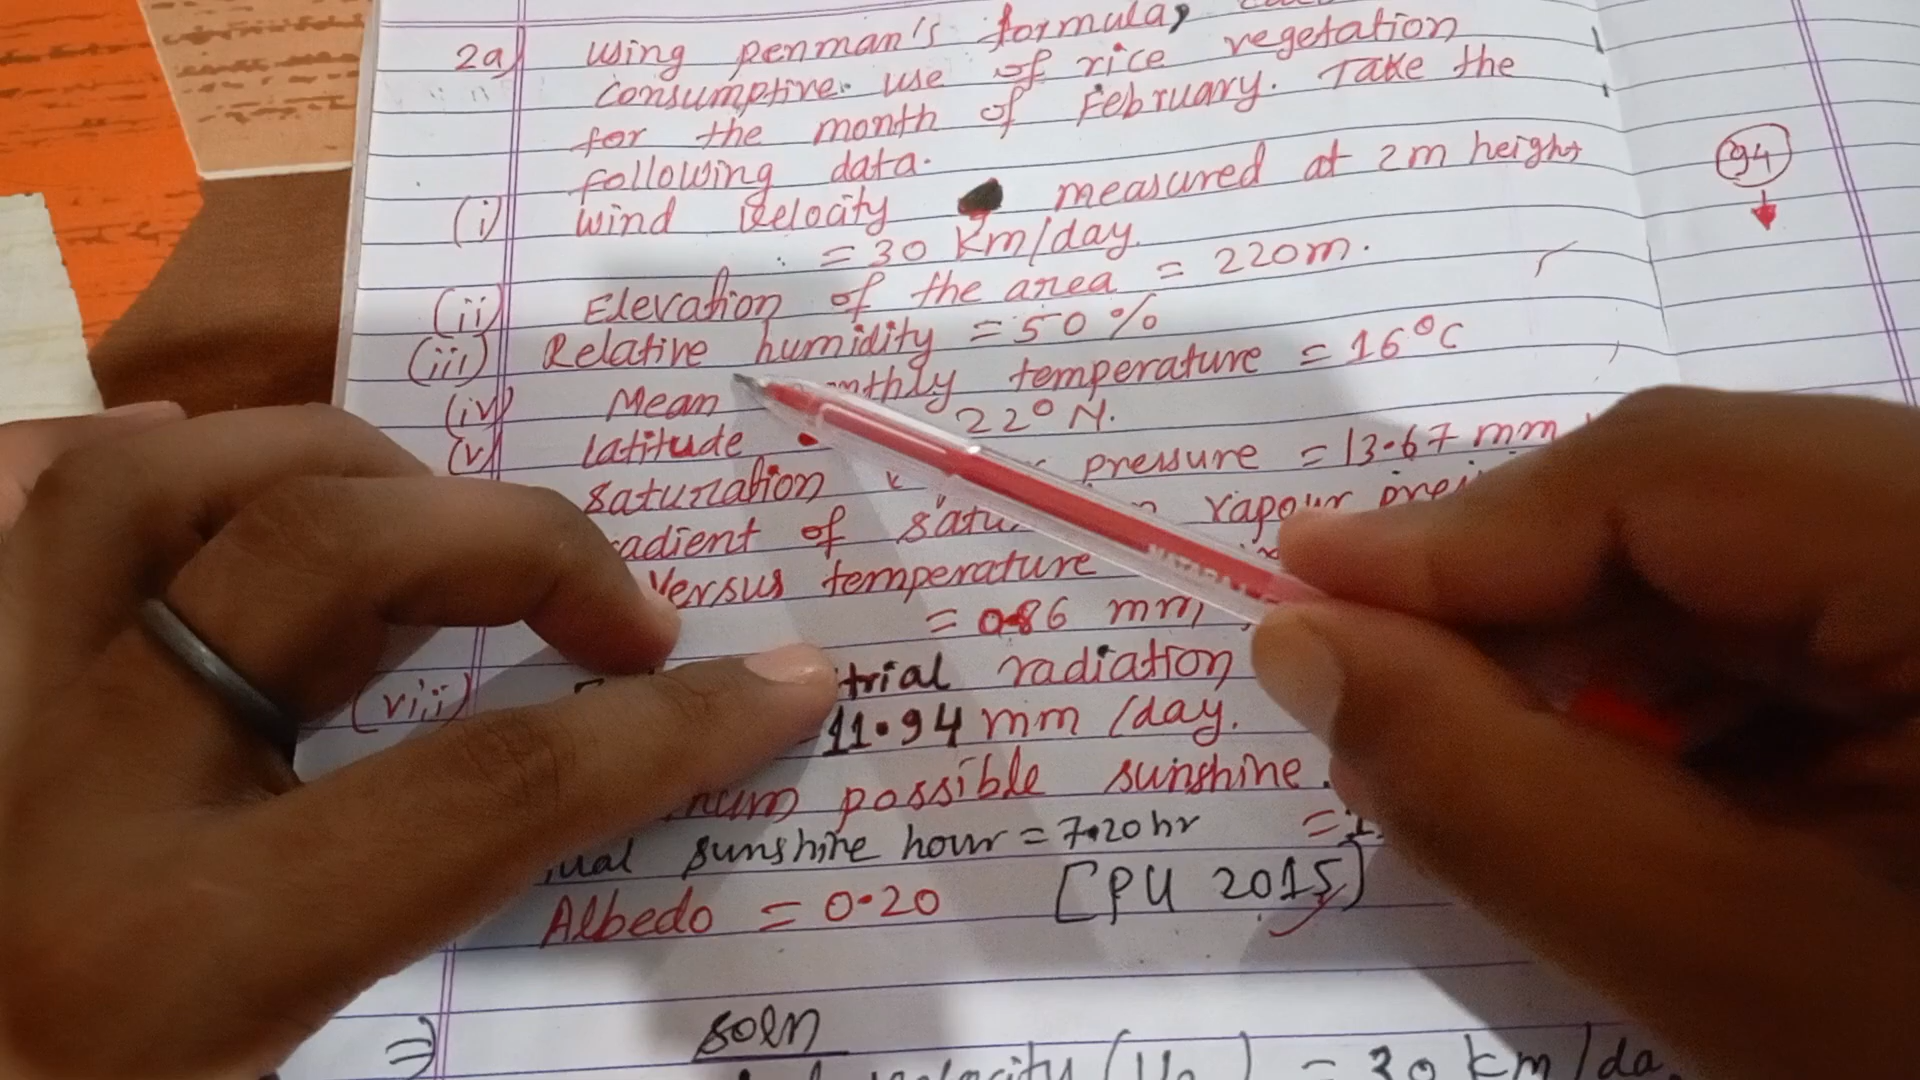 2a) Using penman's formula,
consumptive use of rice vegetation
for the month of February. Take the
following data.
(i) Wind velocity measured at 2m height
= 30 Km/day.
(ii) Elevation of the area = 220m.
(iii) Relative humidity = 50%
(iv) Mean temperature = 16°C
(v) latitude 22° N.
saturation pressure = 13.67 mm
of vapour
versus temperature
= 0.86 mm
(viii) radiation
11.94 mm /day.
possible sunshine
sunshine hour = 7.20 hr
Albedo = 0.20 [PU 2015]
94
⇒ soln
= 30 km/da